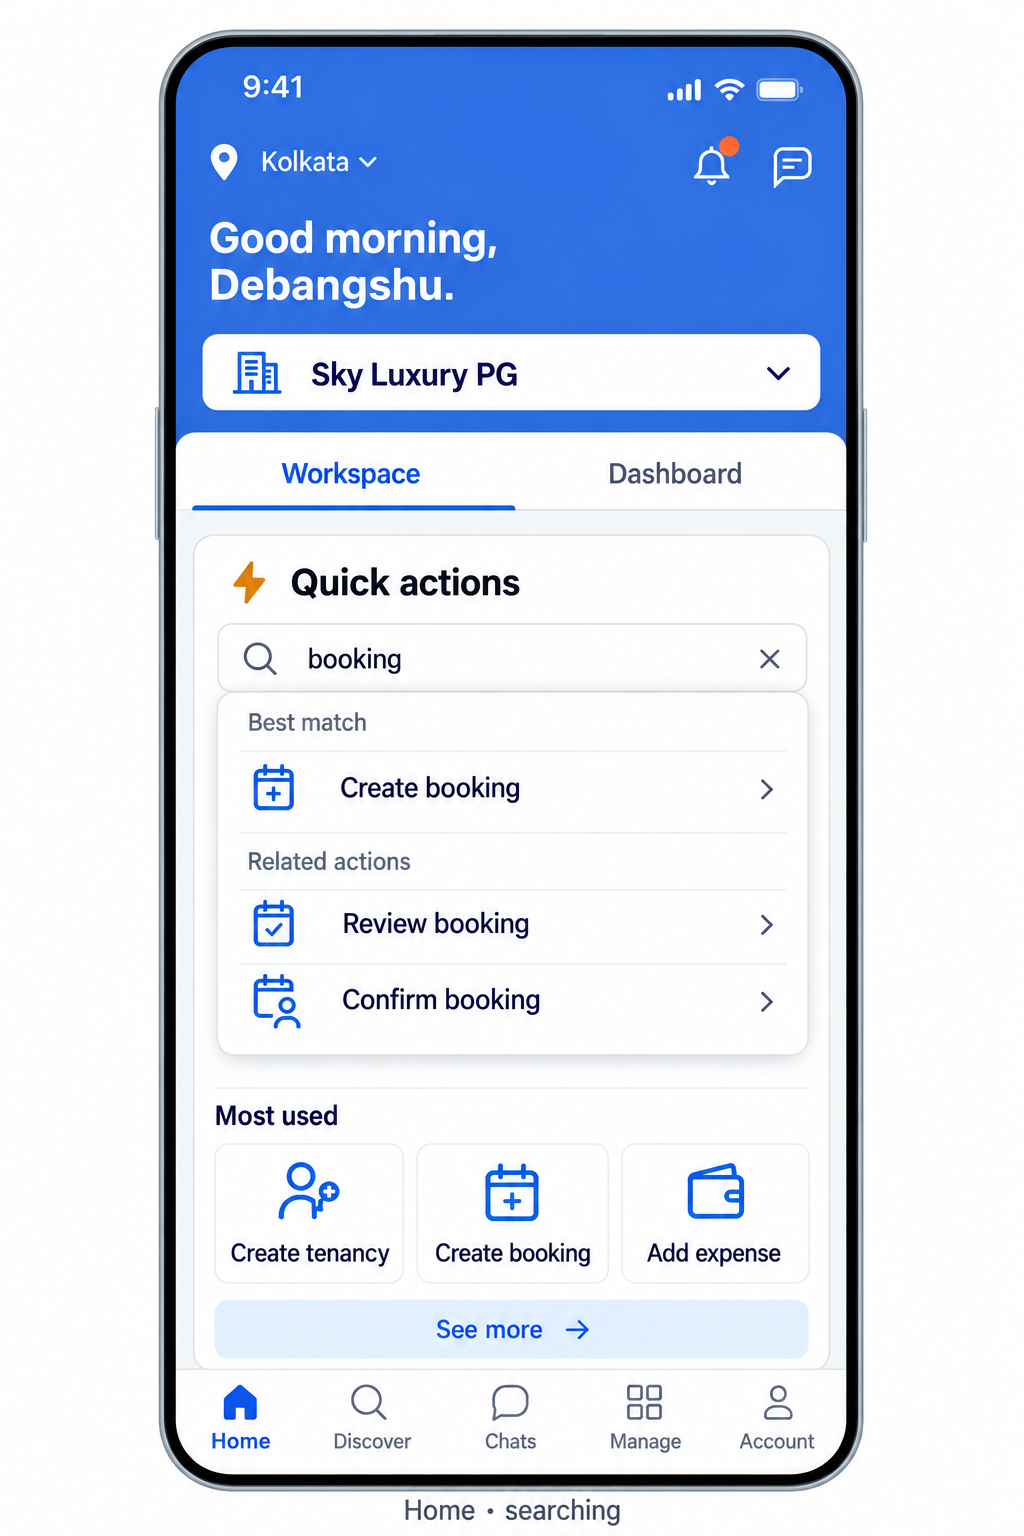 9:41
Kolkata
Good morning,
Debangshu.
Sky Luxury PG
Workspace
Dashboard
Quick actions
booking
Best match
Create booking
Related actions
Review booking
Confirm booking
Most used
Create tenancy
Create booking
Add expense
See more →
Home
Discover
Chats
Manage
Account
Home • searching